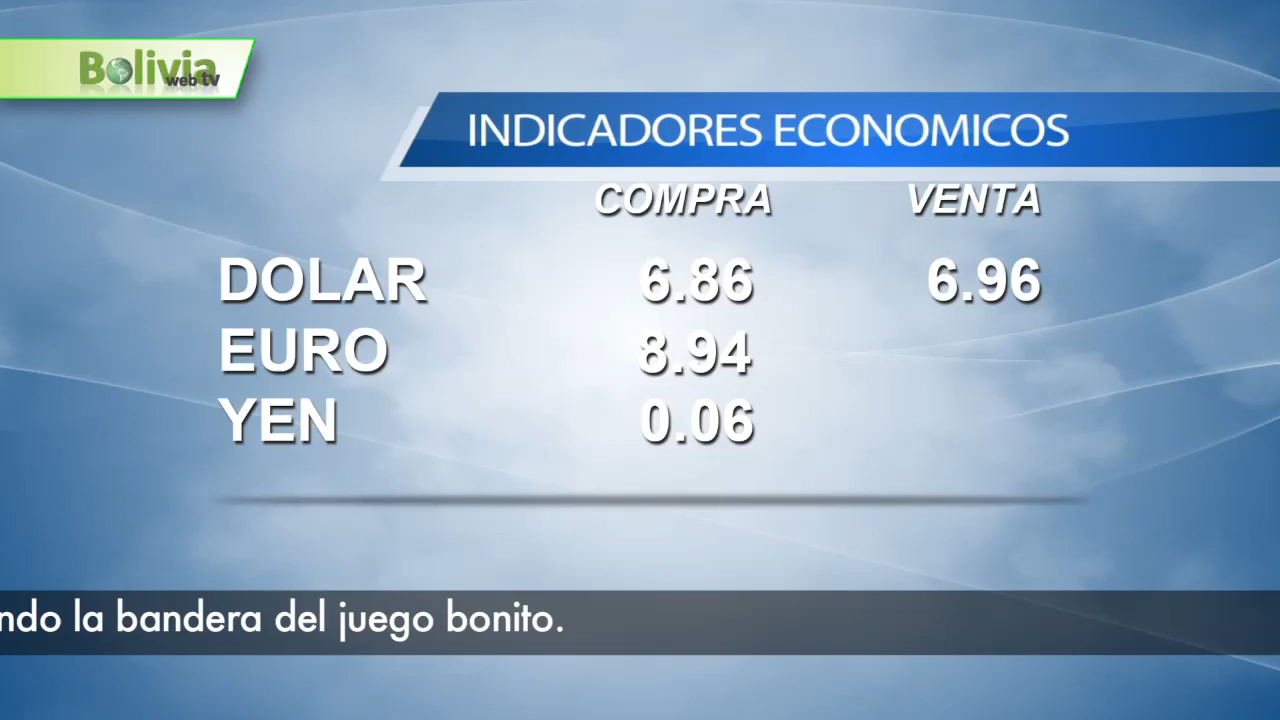 Bolivia
web tv
INDICADORES ECONOMICOS
COMPRA VENTA
DOLAR 6.86 6.96
EURO 8.94
YEN 0.06
ndo la bandera del juego bonito.